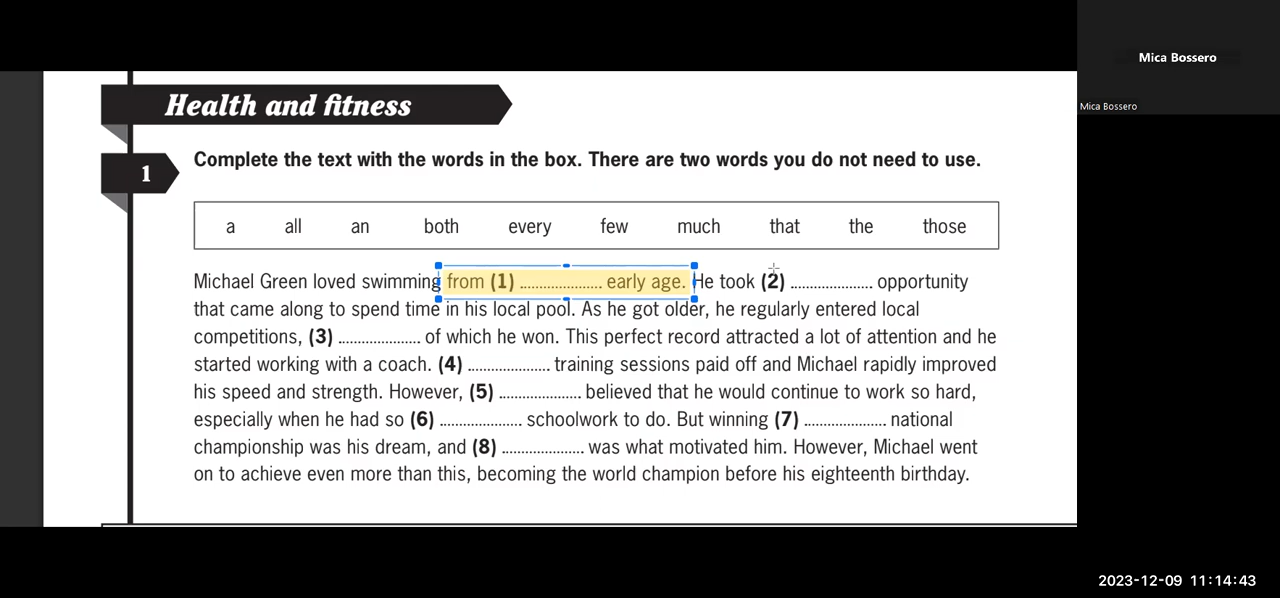 Mica Bossero
Mica Bossero
Health and fitness
1
Complete the text with the words in the box. There are two words you do not need to use.
a all an both every few much that the those
Michael Green loved swimming from (1) .................... early age. He took (2) .................... opportunity
that came along to spend time in his local pool. As he got older, he regularly entered local
competitions, (3) .................... of which he won. This perfect record attracted a lot of attention and he
started working with a coach. (4) .................... training sessions paid off and Michael rapidly improved
his speed and strength. However, (5) .................... believed that he would continue to work so hard,
especially when he had so (6) .................... schoolwork to do. But winning (7) .................... national
championship was his dream, and (8) .................... was what motivated him. However, Michael went
on to achieve even more than this, becoming the world champion before his eighteenth birthday.
2023-12-09 11:14:43